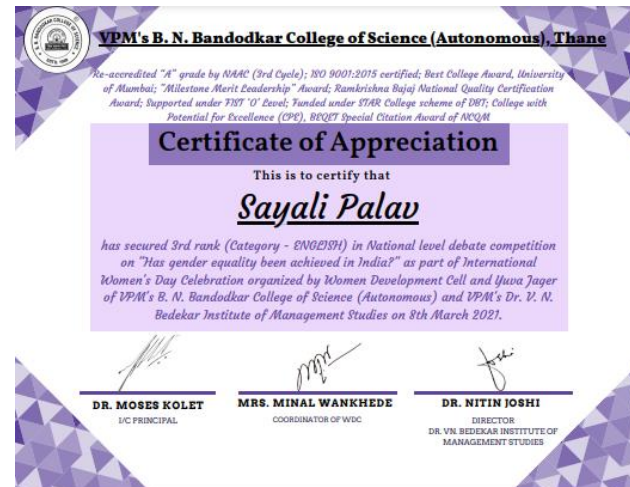 VPM's B. N. Bandodkar College of Science (Autonomous), Thane
Re-accredited "A" grade by NAAC (3rd Cycle); ISO 9001:2015 certified; Best College Award, University
of Mumbai; "Milestone Merit Leadership" Award; Ramkrishna Bajaj National Quality Certification
Award; Supported under FIST 'O' Level; Funded under STAR College scheme of DBT; College with
Potential for Excellence (CPE), BEQET Special Citation Award of NCQM
Certificate of Appreciation
This is to certify that
Sayali Palav
has secured 3rd rank (Category - ENGLISH) in National level debate competition
on "Has gender equality been achieved in India?" as part of International
Women's Day Celebration organized by Women Development Cell and Yuva Jager
of VPM's B. N. Bandodkar College of Science (Autonomous) and VPM's Dr. V. N.
Bedekar Institute of Management Studies on 8th March 2021.
DR. MOSES KOLET
I/C PRINCIPAL
MRS. MINAL WANKHEDE
COORDINATOR OF WDC
DR. NITIN JOSHI
DIRECTOR
DR. VN. BEDEKAR INSTITUTE OF
MANAGEMENT STUDIES